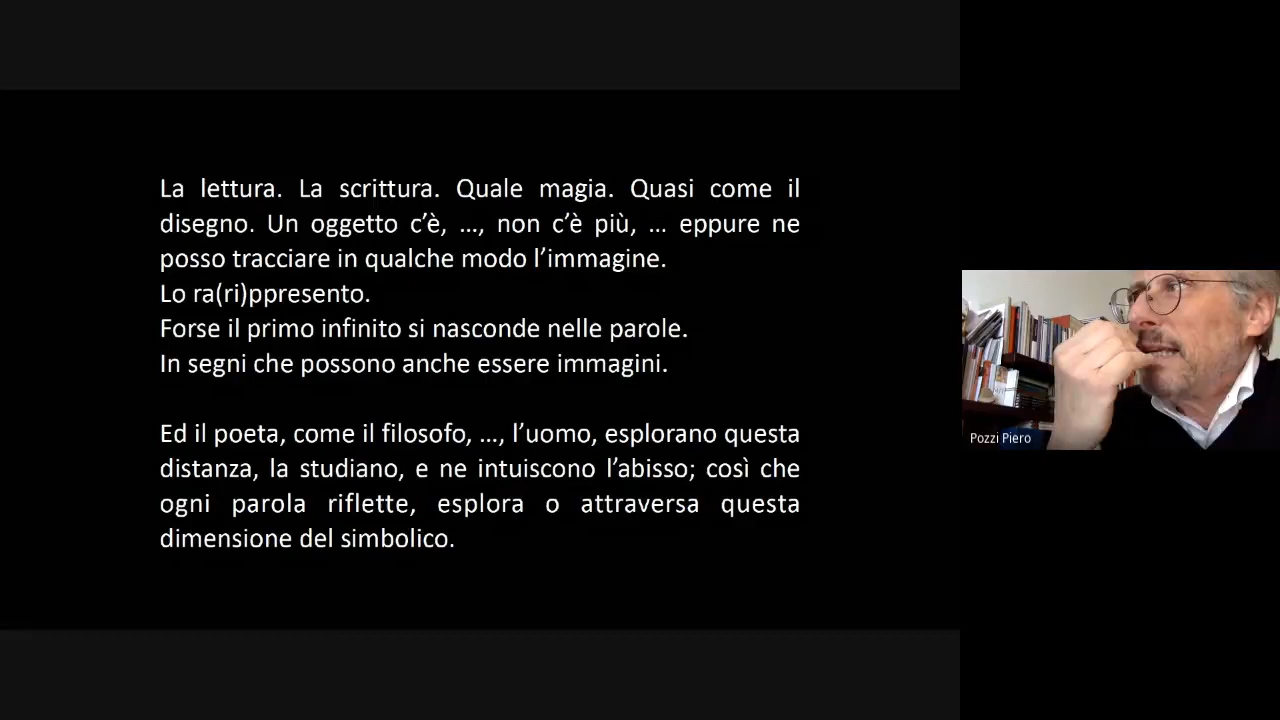 La lettura. La scrittura. Quale magia. Quasi come il
disegno. Un oggetto c’è, …, non c’è più, … eppure ne
posso tracciare in qualche modo l’immagine.
Lo ra(ri)ppresento.
Forse il primo infinito si nasconde nelle parole.
In segni che possono anche essere immagini.
Ed il poeta, come il filosofo, …, l’uomo, esplorano questa
distanza, la studiano, e ne intuiscono l’abisso; così che
ogni parola riflette, esplora o attraversa questa
dimensione del simbolico.
Pozzi Piero